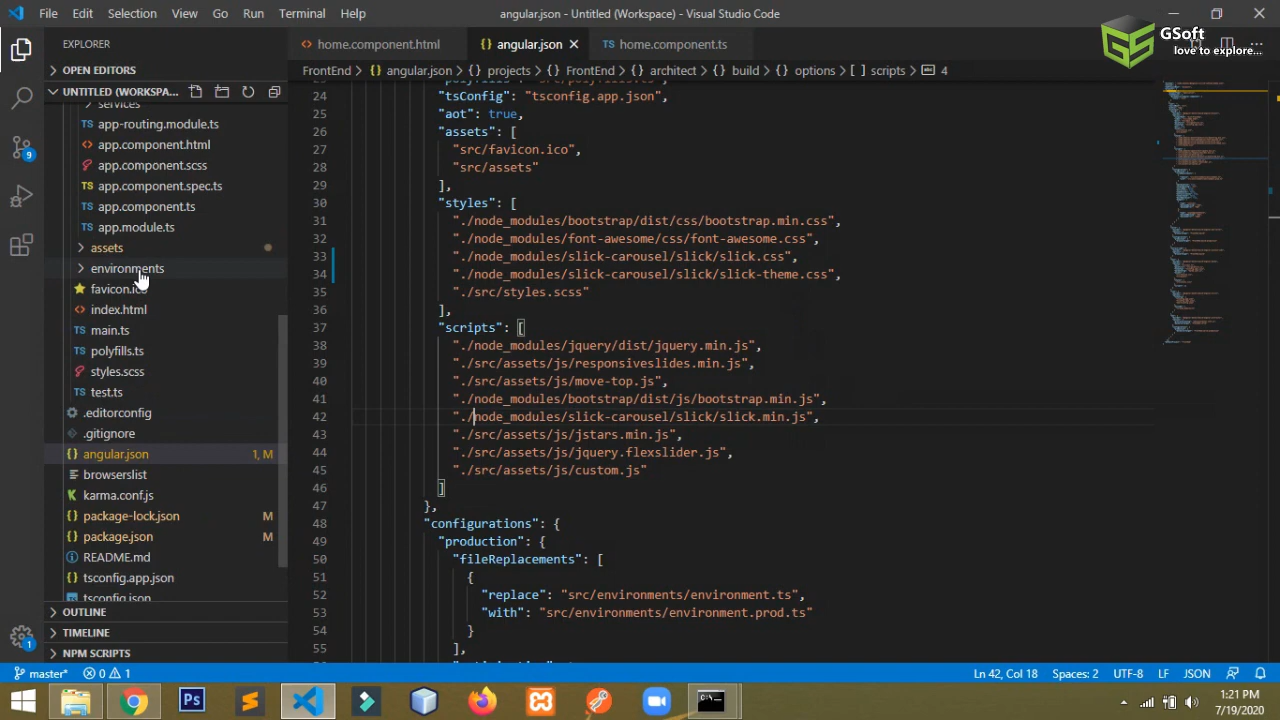 File Edit Selection View Go Run Terminal Help
angular.json - Untitled (Workspace) - Visual Studio Code
GSoft
love to explore...
EXPLORER
OPEN EDITORS
UNTITLED (WORKSPA...
services
app-routing.module.ts
app.component.html
app.component.scss
app.component.spec.ts
app.component.ts
app.module.ts
assets
environments
favicon.ico
index.html
main.ts
polyfills.ts
styles.scss
test.ts
.editorconfig
.gitignore
angular.json 1, M
browserslist
karma.conf.js
package-lock.json M
package.json M
README.md
tsconfig.app.json
tsconfig.json
OUTLINE
TIMELINE
NPM SCRIPTS
home.component.html angular.json home.component.ts
FrontEnd > angular.json > projects > FrontEnd > architect > build > options > scripts > 4
24 "tsConfig": "tsconfig.app.json",
25 "aot": true,
26 "assets": [
27 "src/favicon.ico",
28 "src/assets"
29 ],
30 "styles": [
31 "./node_modules/bootstrap/dist/css/bootstrap.min.css",
32 "./node_modules/font-awesome/css/font-awesome.css",
33 "./node_modules/slick-carousel/slick/slick.css",
34 "./node_modules/slick-carousel/slick/slick-theme.css",
35 "./src/styles.scss"
36 ],
37 "scripts": [
38 "./node_modules/jquery/dist/jquery.min.js",
39 "./src/assets/js/responsiveslides.min.js",
40 "./src/assets/js/move-top.js",
41 "./node_modules/bootstrap/dist/js/bootstrap.min.js",
42 "./node_modules/slick-carousel/slick/slick.min.js",
43 "./src/assets/js/jstars.min.js",
44 "./src/assets/js/jquery.flexslider.js",
45 "./src/assets/js/custom.js"
46 ]
47 },
48 "configurations": {
49 "production": {
50 "fileReplacements": [
51 {
52 "replace": "src/environments/environment.ts",
53 "with": "src/environments/environment.prod.ts"
54 }
55 ],
9
1
master* 0 1
Ln 42, Col 18 Spaces: 2 UTF-8 LF JSON
1:21 PM
7/19/2020